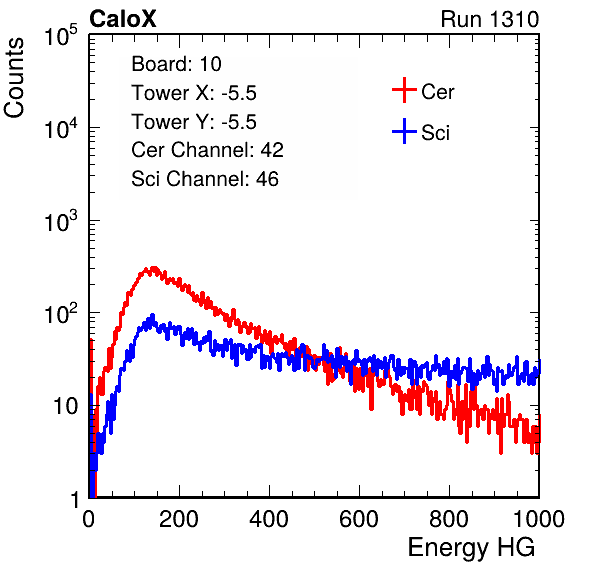 CaloX Run 1310
Counts
10^5
10^4
10^3
10^2
10
1
Board: 10
Tower X: -5.5
Tower Y: -5.5
Cer Channel: 42
Sci Channel: 46
Cer
Sci
0 200 400 600 800 1000
Energy HG